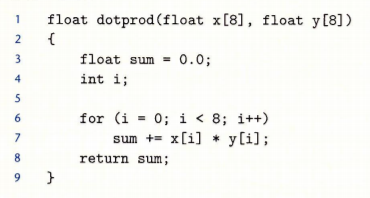 1 float dotprod(float x[8], float y[8])
2 {
3     float sum = 0.0;
4     int i;
5
6     for (i = 0; i < 8; i++)
7         sum += x[i] * y[i];
8     return sum;
9 }